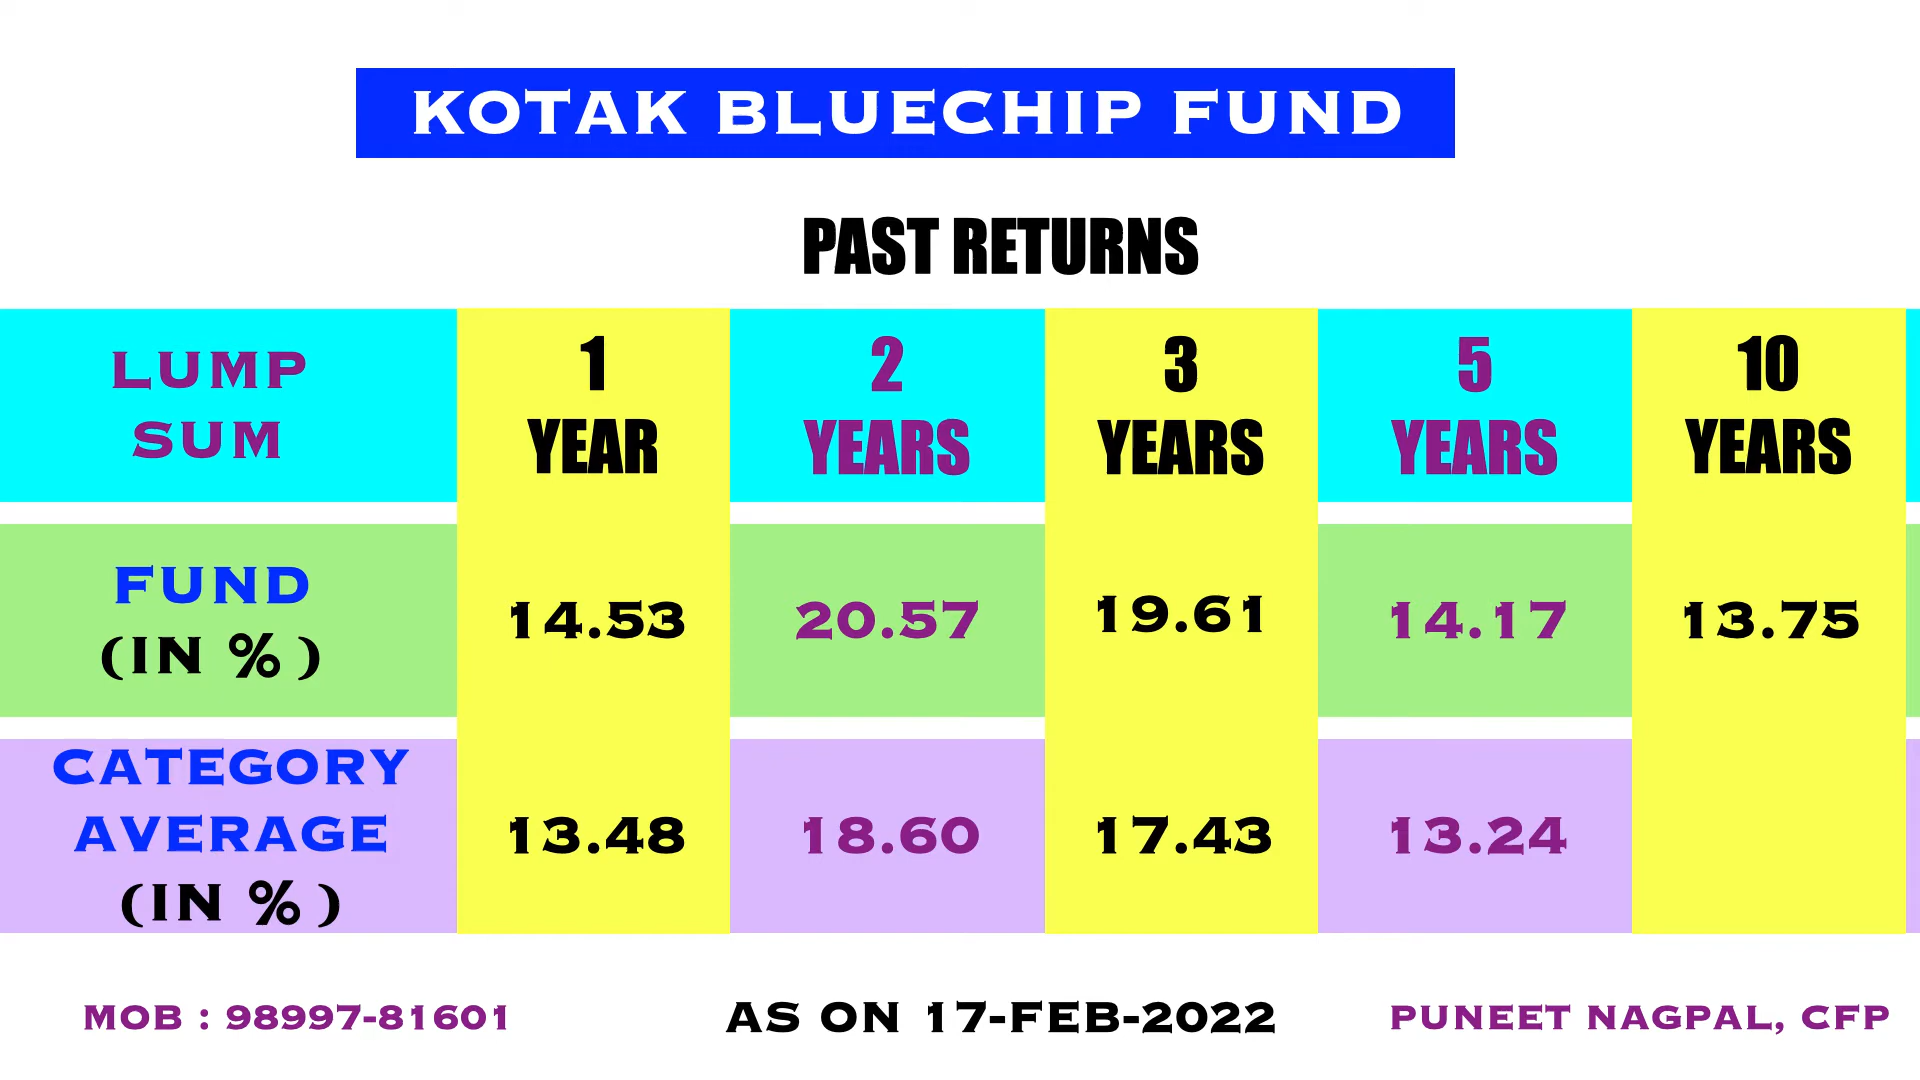 KOTAK BLUECHIP FUND
PAST RETURNS
LUMP
SUM
1
YEAR
2
YEARS
3
YEARS
5
YEARS
10
YEARS
FUND
(IN %)
14.53
20.57
19.61
14.17
13.75
CATEGORY
AVERAGE
(IN %)
13.48
18.60
17.43
13.24
MOB : 98997-81601
AS ON 17-FEB-2022
PUNEET NAGPAL, CFP